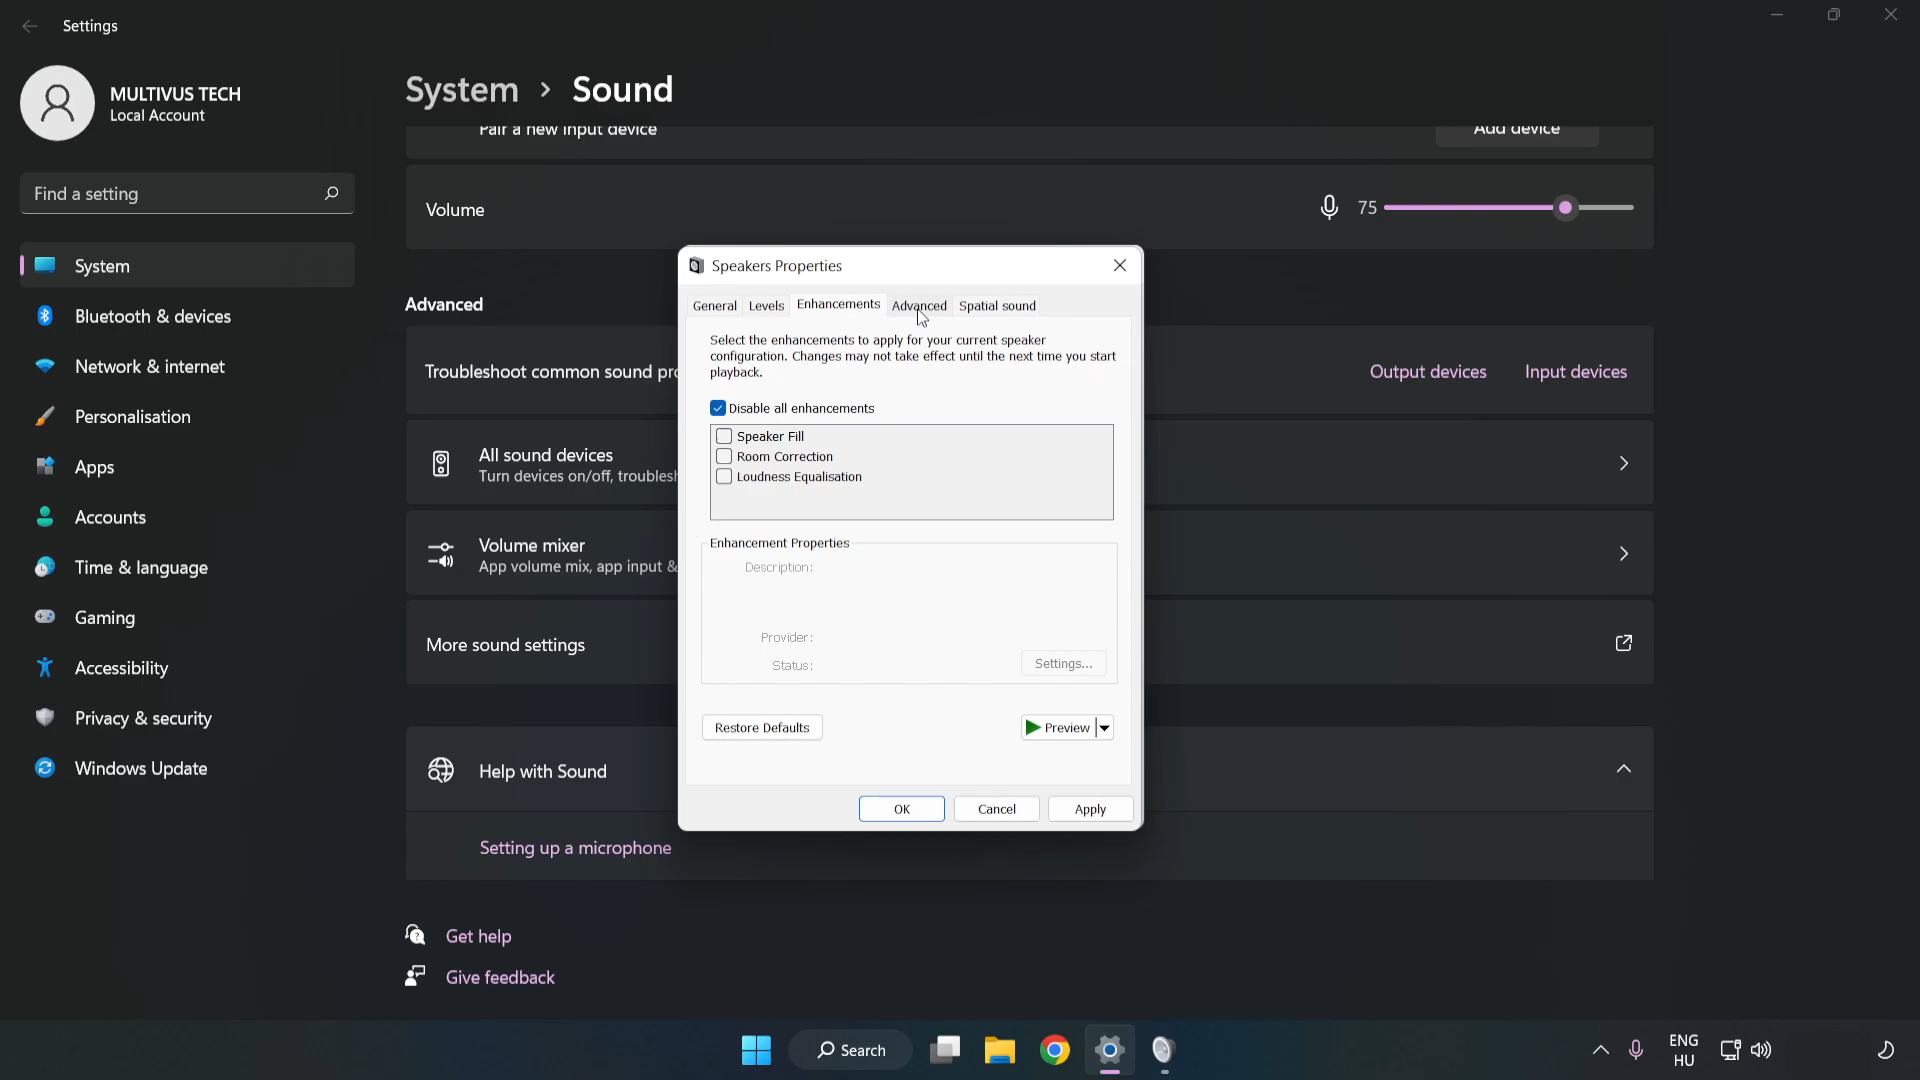 Settings
MULTIVUS TECH
Local Account
Find a setting
System
Bluetooth & devices
Network & internet
Personalisation
Apps
Accounts
Time & language
Gaming
Accessibility
Privacy & security
Windows Update
System > Sound
Pair a new input device
Add device
Volume
75
Advanced
Troubleshoot common sound pro
Output devices
Input devices
All sound devices
Turn devices on/off, troublesh
Volume mixer
App volume mix, app input &
More sound settings
Help with Sound
Setting up a microphone
Get help
Give feedback
Speakers Properties
General Levels Enhancements Advanced Spatial sound
Select the enhancements to apply for your current speaker
configuration. Changes may not take effect until the next time you start
playback.
Disable all enhancements
Speaker Fill
Room Correction
Loudness Equalisation
Enhancement Properties
Description:
Provider:
Status:
Settings...
Restore Defaults
Preview
OK
Cancel
Apply
Search
ENG
HU